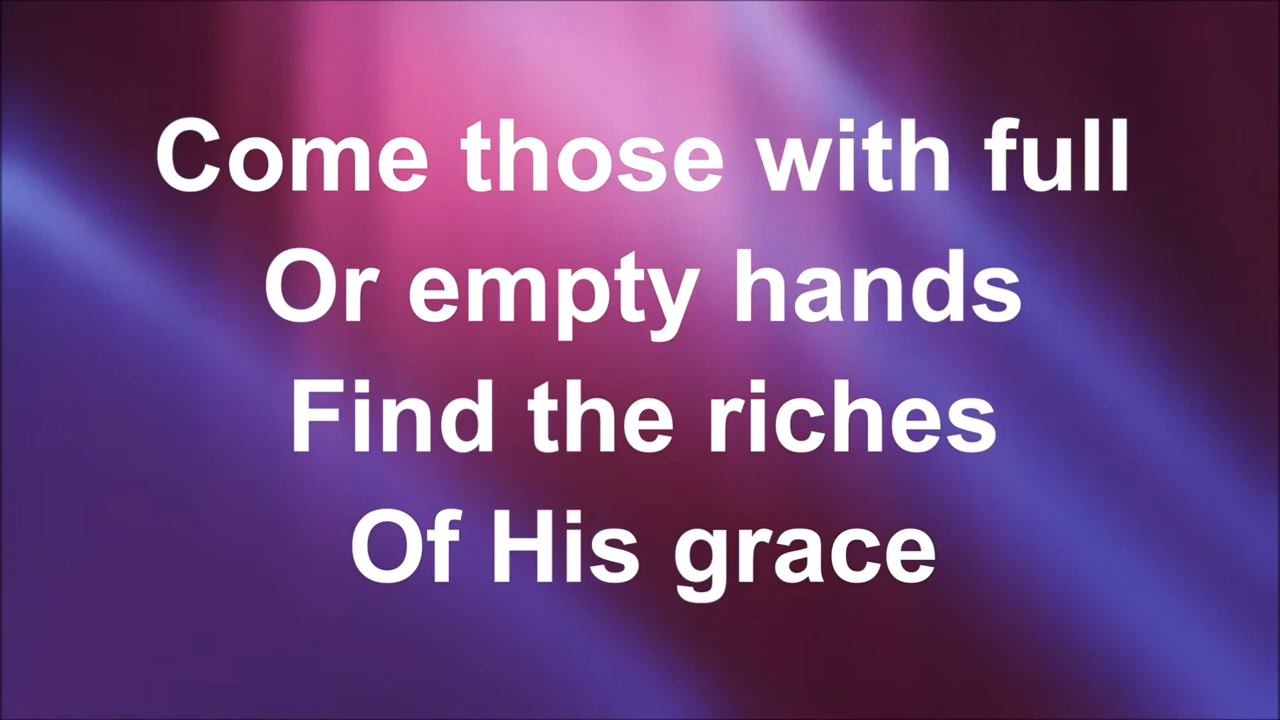 Come those with full
Or empty hands
Find the riches
Of His grace